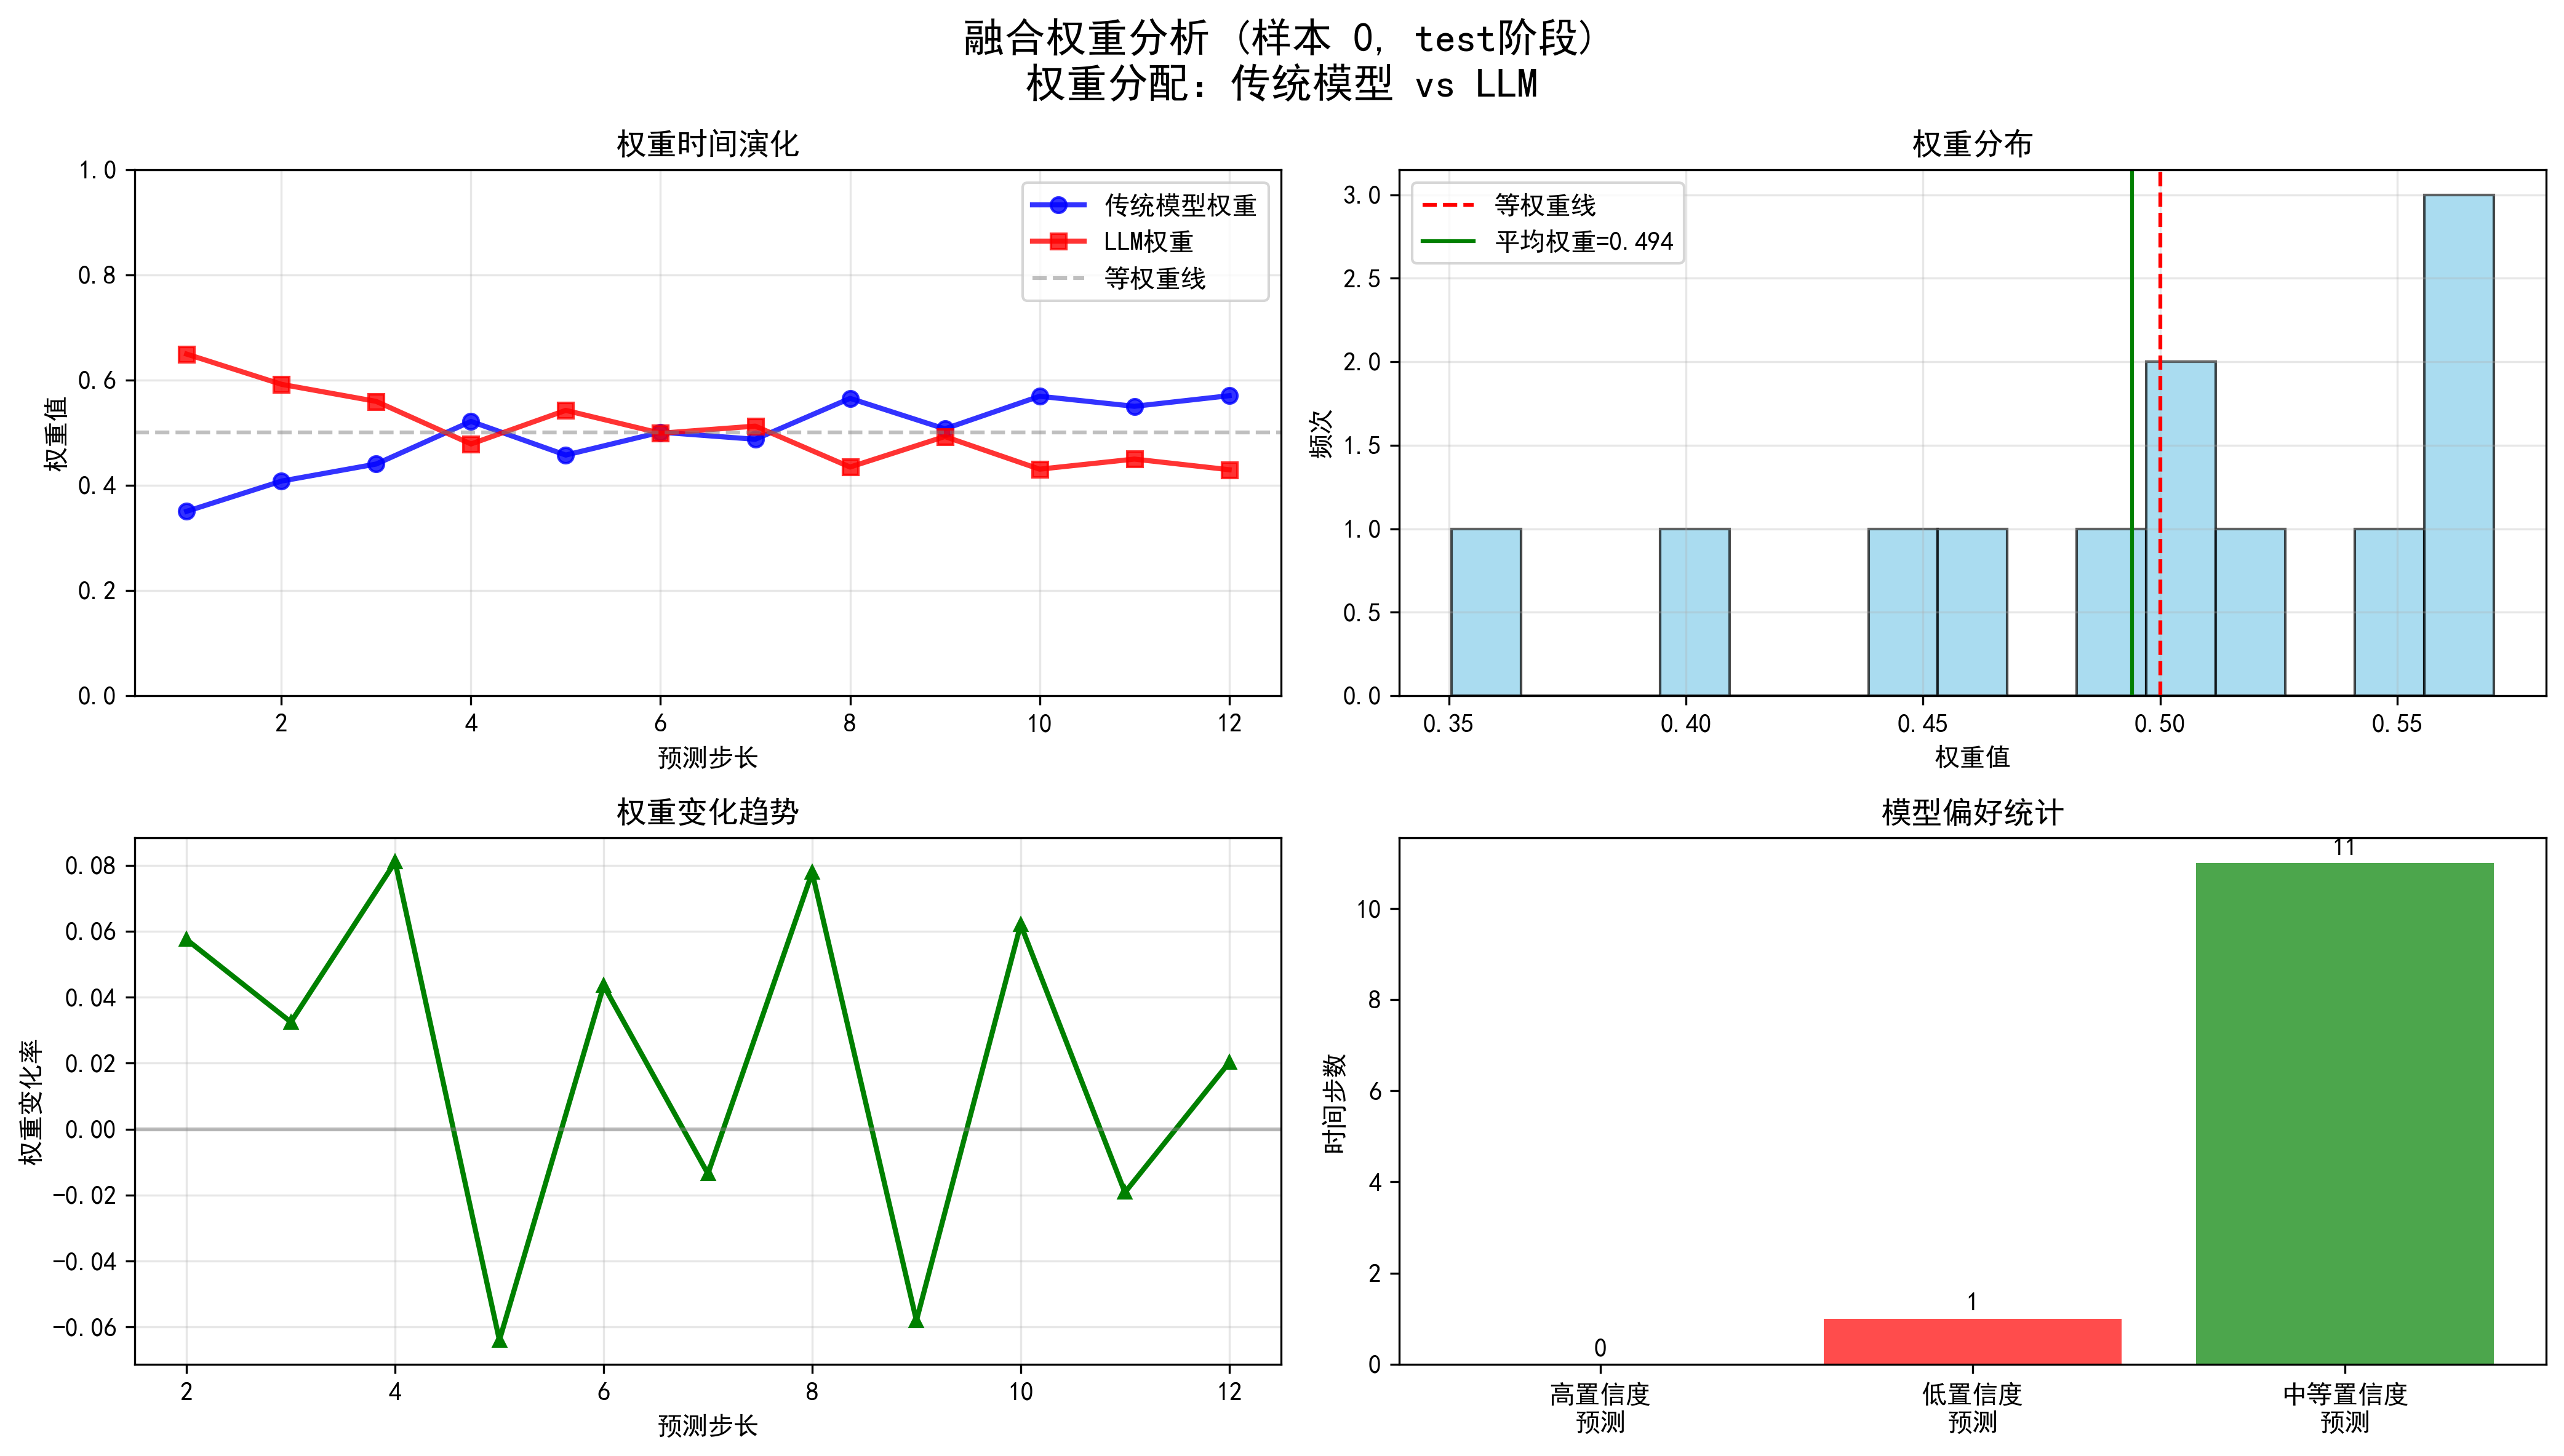 融合权重分析 (样本 0, test阶段)
权重分配: 传统模型 vs LLM
权重时间演化
1.0
0.8
0.6
0.4
0.2
0.0
权重值
2
4
6
8
10
12
预测步长
传统模型权重
LLM权重
等权重线
权重分布
3.0
2.5
2.0
1.5
1.0
0.5
0.0
频次
0.35
0.40
0.45
0.50
0.55
权重值
等权重线
平均权重=0.494
权重变化趋势
0.08
0.06
0.04
0.02
0.00
−0.02
−0.04
−0.06
权重变化率
2
4
6
8
10
12
预测步长
模型偏好统计
10
8
6
4
2
0
时间步数
0
1
11
高置信度
预测
低置信度
预测
中等置信度
预测